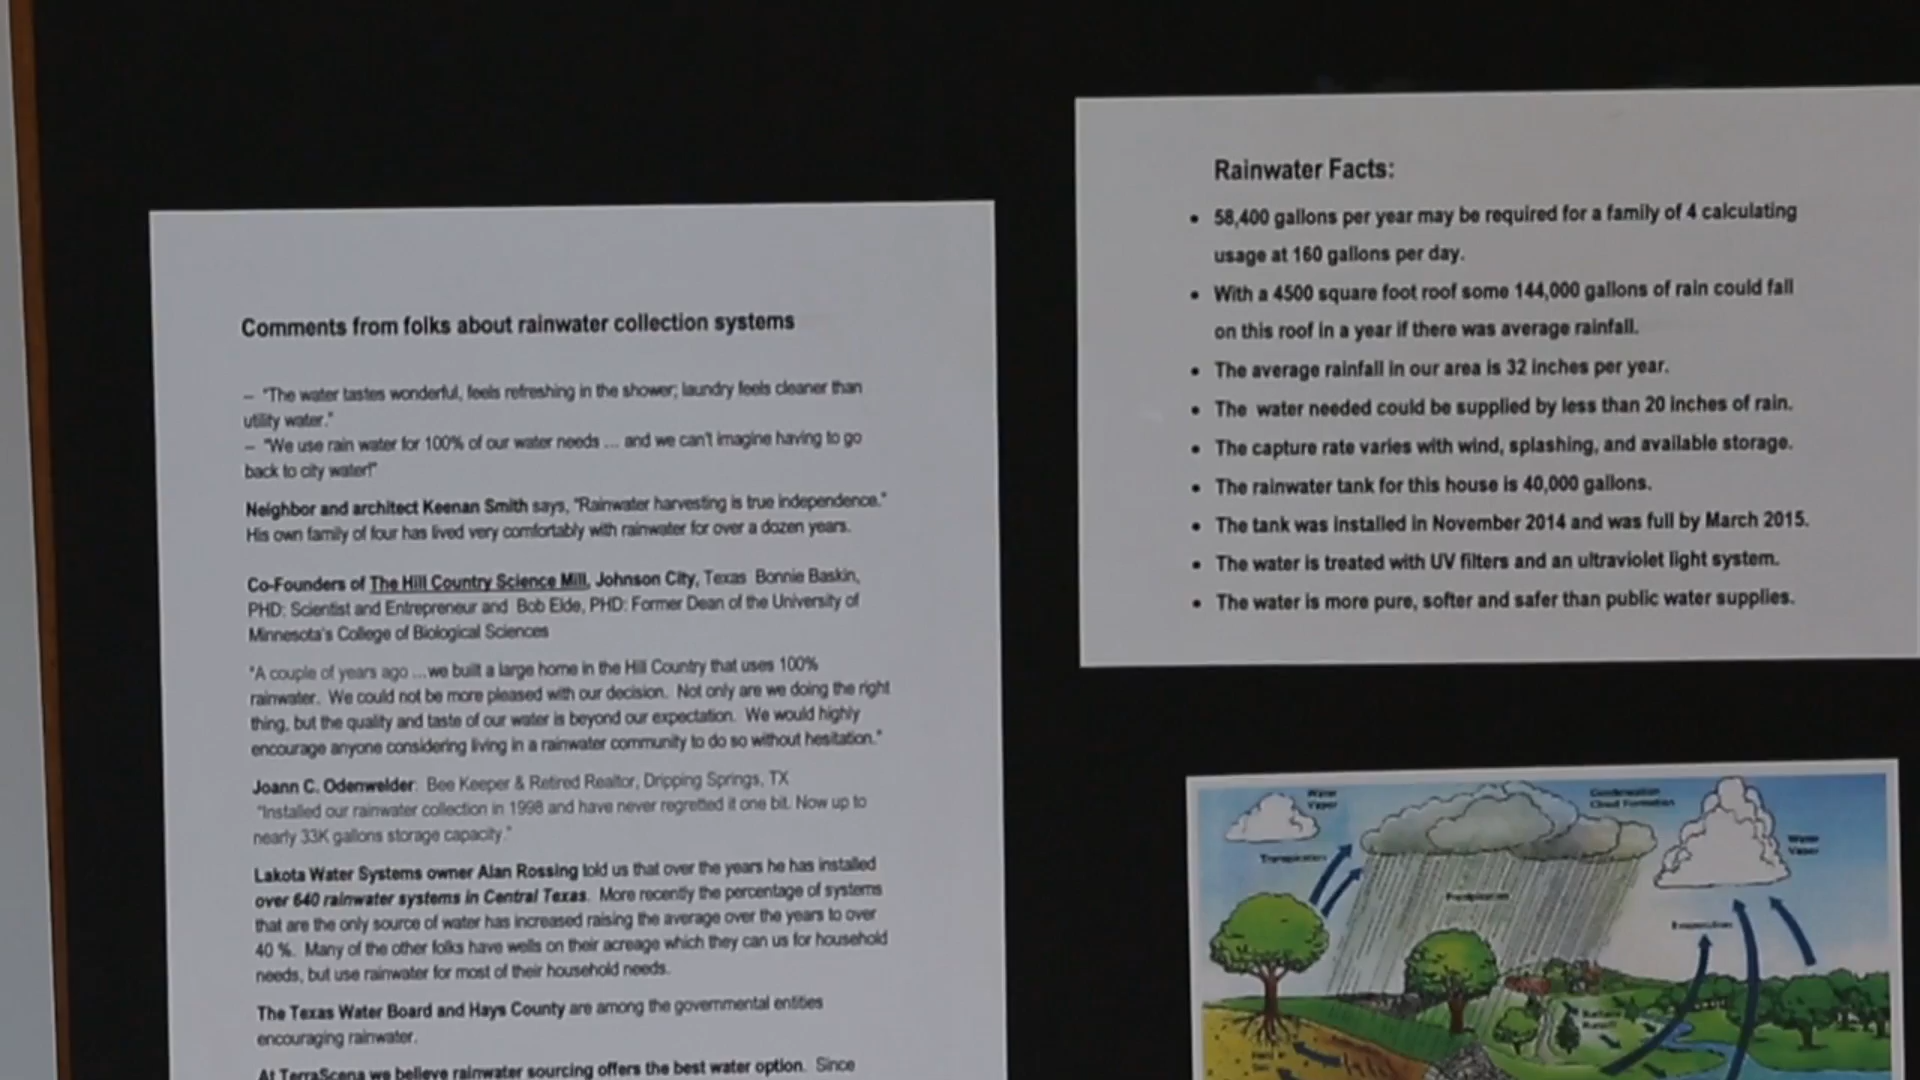 Comments from folks about rainwater collection systems
– "The water tastes wonderful, feels refreshing in the shower; laundry feels cleaner than
utility water."
– "We use rain water for 100% of our water needs ... and we can't imagine having to go
back to city water!"
Neighbor and architect Keenan Smith says, "Rainwater harvesting is true independence."
His own family of four has lived very comfortably with rainwater for over a dozen years.
Co-Founders of The Hill Country Science Mill, Johnson City, Texas Bonnie Baskin,
PHD: Scientist and Entrepreneur and Bob Elde, PHD: Former Dean of the University of
Minnesota's College of Biological Sciences
"A couple of years ago ...we built a large home in the Hill Country that uses 100%
rainwater. We could not be more pleased with our decision. Not only are we doing the right
thing, but the quality and taste of our water is beyond our expectation. We would highly
encourage anyone considering living in a rainwater community to do so without hesitation."
Joann C. Odenwelder: Bee Keeper & Retired Realtor, Dripping Springs, TX
"Installed our rainwater collection in 1998 and have never regretted it one bit. Now up to
nearly 33K gallons storage capacity."
Lakota Water Systems owner Alan Rossing told us that over the years he has installed
over 640 rainwater systems in Central Texas. More recently the percentage of systems
that are the only source of water has increased raising the average over the years to over
40 %. Many of the other folks have wells on their acreage which they can us for household
needs, but use rainwater for most of their household needs.
The Texas Water Board and Hays County are among the governmental entities
encouraging rainwater.
At TerraScena we believe rainwater sourcing offers the best water option. Since
Rainwater Facts:
• 58,400 gallons per year may be required for a family of 4 calculating
usage at 160 gallons per day.
• With a 4500 square foot roof some 144,000 gallons of rain could fall
on this roof in a year if there was average rainfall.
• The average rainfall in our area is 32 inches per year.
• The water needed could be supplied by less than 20 inches of rain.
• The capture rate varies with wind, splashing, and available storage.
• The rainwater tank for this house is 40,000 gallons.
• The tank was installed in November 2014 and was full by March 2015.
• The water is treated with UV filters and an ultraviolet light system.
• The water is more pure, softer and safer than public water supplies.
Water
Vapor
Condensation
Cloud Formation
Water
Vapor
Transpiration
Precipitation
Evaporation
Surface
Runoff